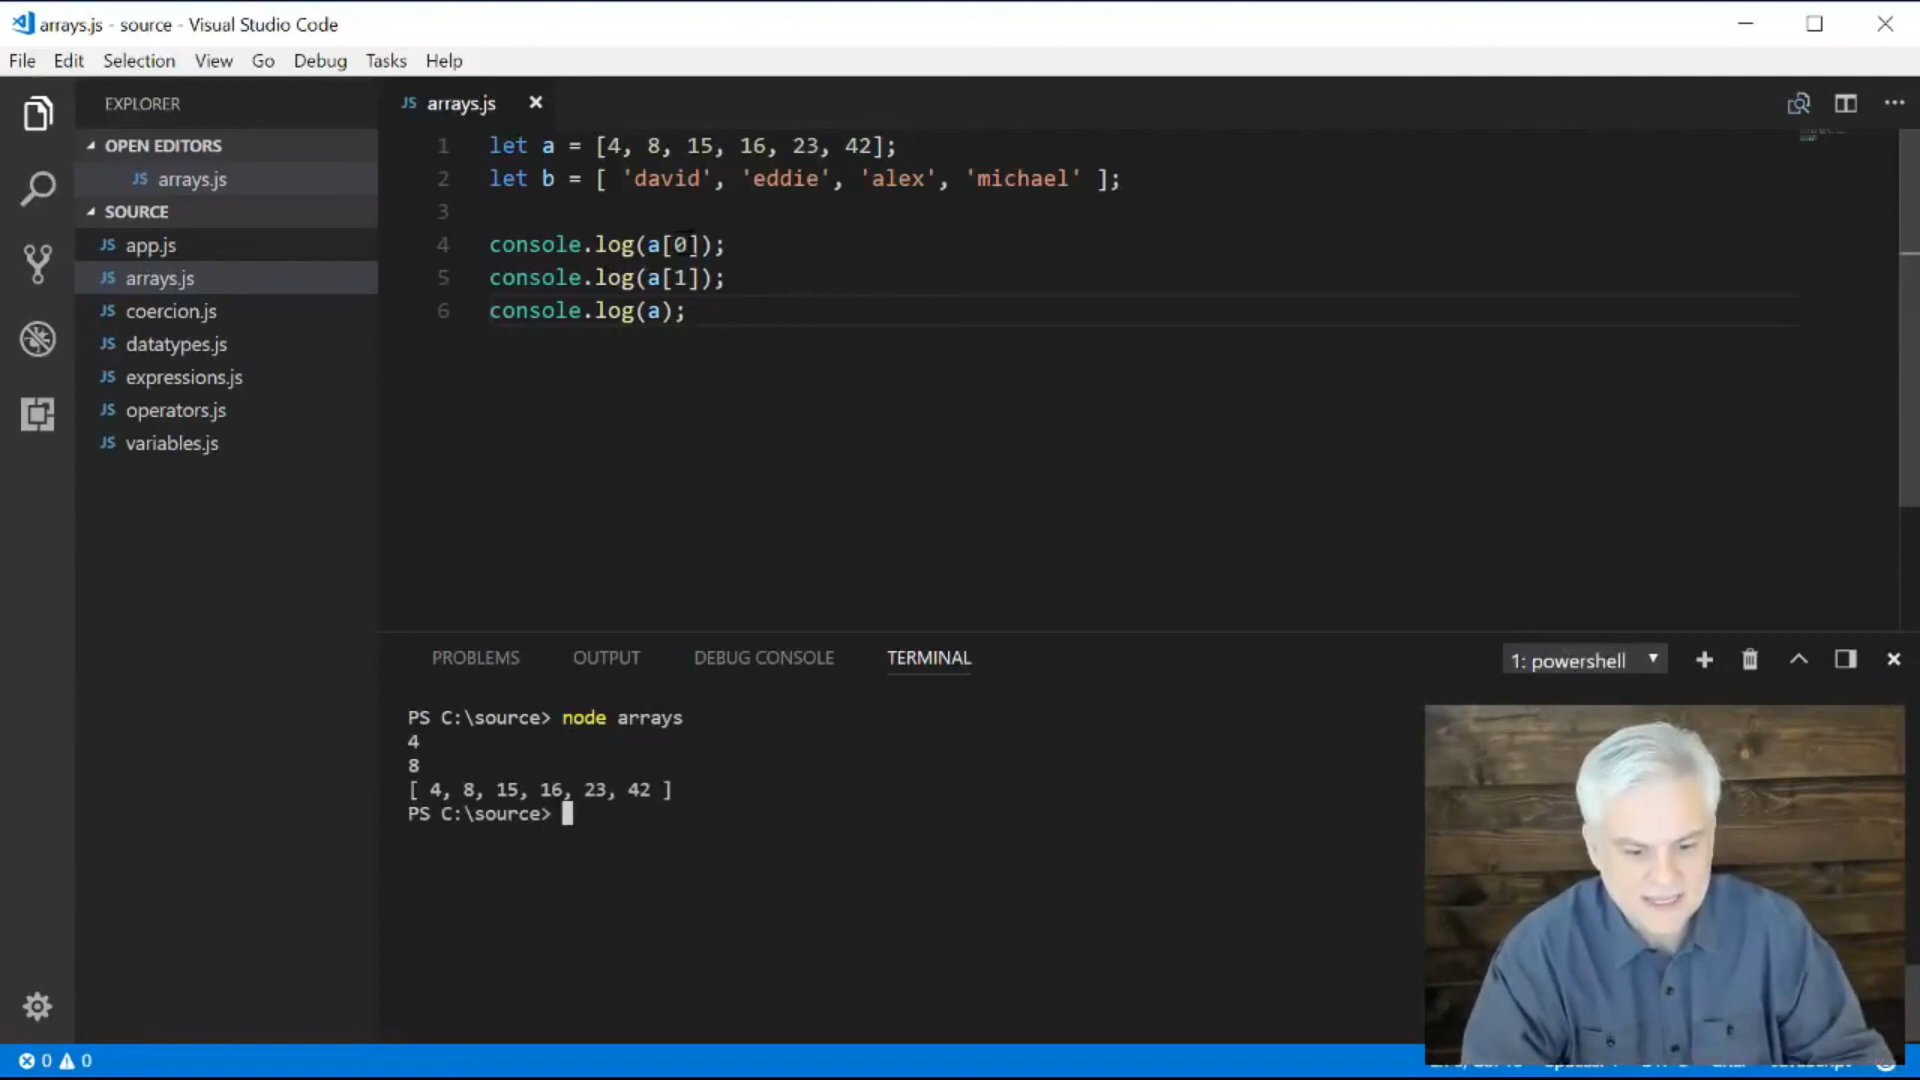 arrays.js - source - Visual Studio Code
File Edit Selection View Go Debug Tasks Help
EXPLORER
OPEN EDITORS
JS arrays.js
SOURCE
JS app.js
JS arrays.js
JS coercion.js
JS datatypes.js
JS expressions.js
JS operators.js
JS variables.js
JS arrays.js
1 let a = [4, 8, 15, 16, 23, 42];
2 let b = [ 'david', 'eddie', 'alex', 'michael' ];
3
4 console.log(a[0]);
5 console.log(a[1]);
6 console.log(a);
PROBLEMS OUTPUT DEBUG CONSOLE TERMINAL
1: powershell
PS C:\source> node arrays
4
8
[ 4, 8, 15, 16, 23, 42 ]
PS C:\source>
0 0